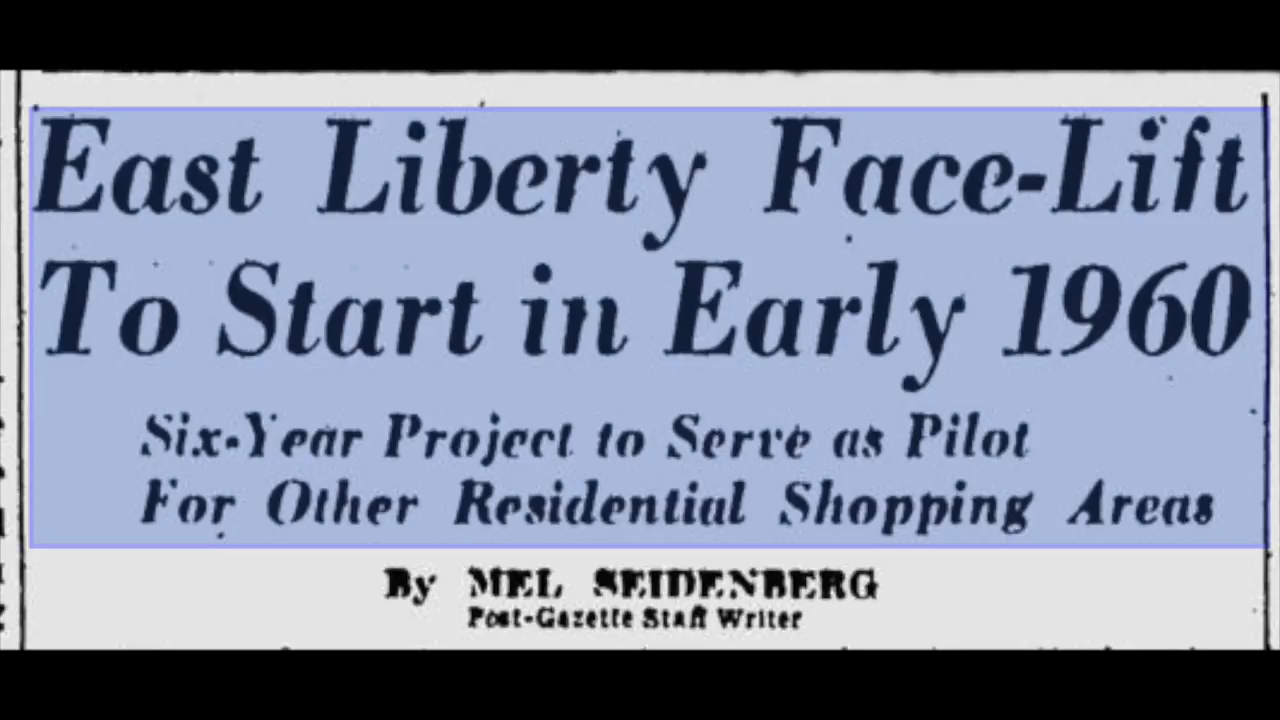 East Liberty Face-Lift
To Start in Early 1960
Six-Year Project to Serve as Pilot
For Other Residential Shopping Areas
By MEL SEIDENBERG
Post-Gazette Staff Writer